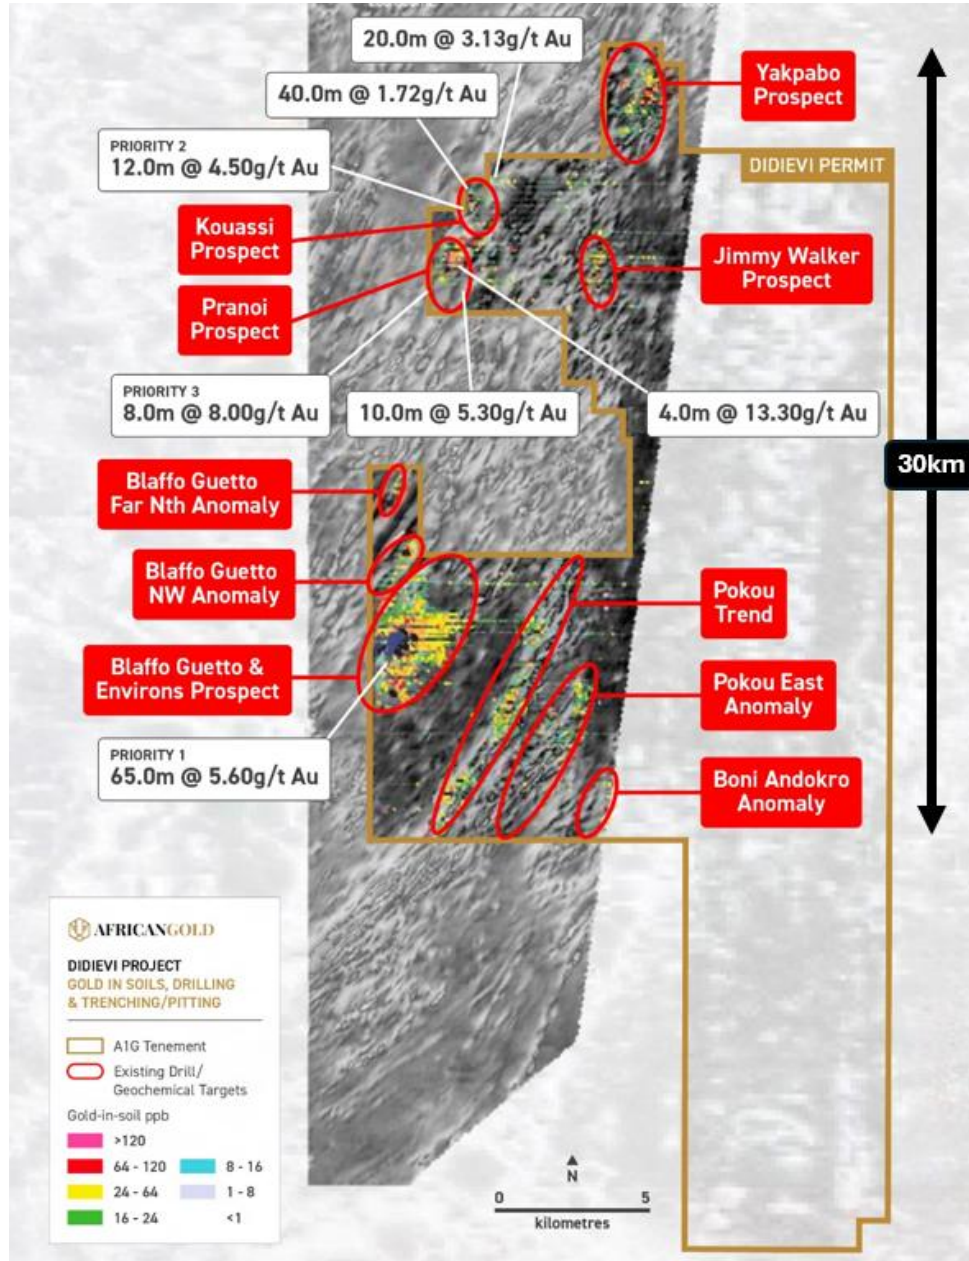 20.0m @ 3.13g/t Au
40.0m @ 1.72g/t Au
PRIORITY 2
12.0m @ 4.50g/t Au
Yakpabo
Prospect
DIDIEVI PERMIT
Kouassi
Prospect
Jimmy Walker
Prospect
Pranoi
Prospect
PRIORITY 3
8.0m @ 8.00g/t Au
10.0m @ 5.30g/t Au
4.0m @ 13.30g/t Au
30km
Blaffo Guetto
Far Nth Anomaly
Blaffo Guetto
NW Anomaly
Pokou
Trend
Blaffo Guetto &
Environs Prospect
Pokou East
Anomaly
PRIORITY 1
65.0m @ 5.60g/t Au
Boni Andokro
Anomaly
AFRICANGOLD
DIDIEVI PROJECT
GOLD IN SOILS, DRILLING
& TRENCHING/PITTING
A1G Tenement
Existing Drill/
Geochemical Targets
Gold-in-soil ppb
>120
64 - 120
8 - 16
24 - 64
1 - 8
16 - 24
<1
N
0 5
kilometres